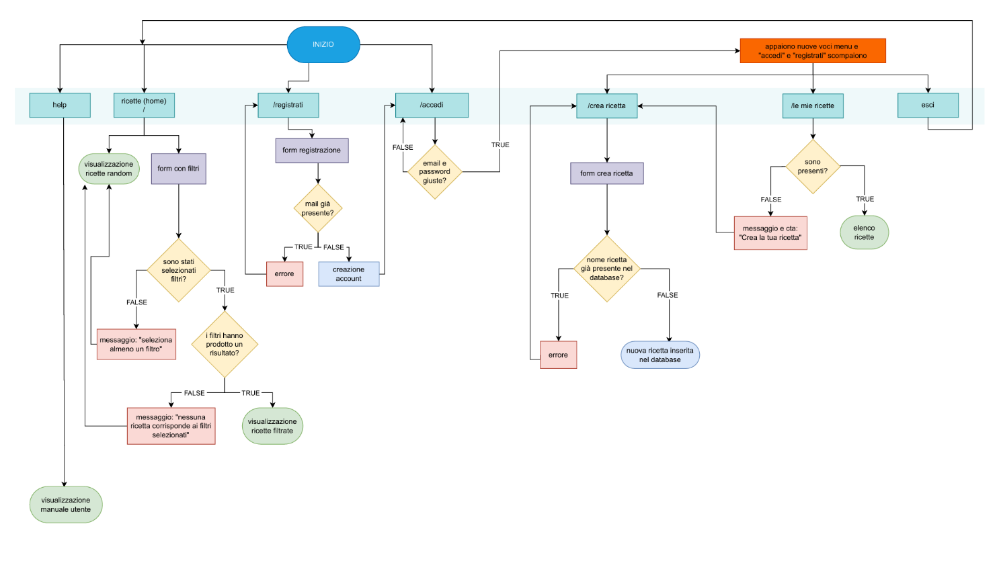 INIZIO
appaiono nuove voci menu e
"accedi" e "registrati" scompaiono
help
ricette (home)
/
/registrati
/accedi
/crea ricetta
/le mie ricette
esci
visualizzazione
ricette random
form con filtri
form registrazione
FALSE
email e
password
giuste?
TRUE
form crea ricetta
sono
presenti?
mail già
presente?
FALSE
TRUE
messaggio e cta:
"Crea la tua ricetta"
elenco
ricette
TRUE
FALSE
errore
creazione
account
sono stati
selezionati
filtri?
FALSE
TRUE
nome ricetta
già presente nel
database?
TRUE
FALSE
messaggio: "seleziona
almeno un filtro"
i filtri hanno
prodotto un
risultato?
errore
nuova ricetta inserita
nel database
FALSE
TRUE
messaggio: "nessuna
ricetta corrisponde ai filtri
selezionati"
visualizzazione
ricette filtrate
visualizzazione
manuale utente